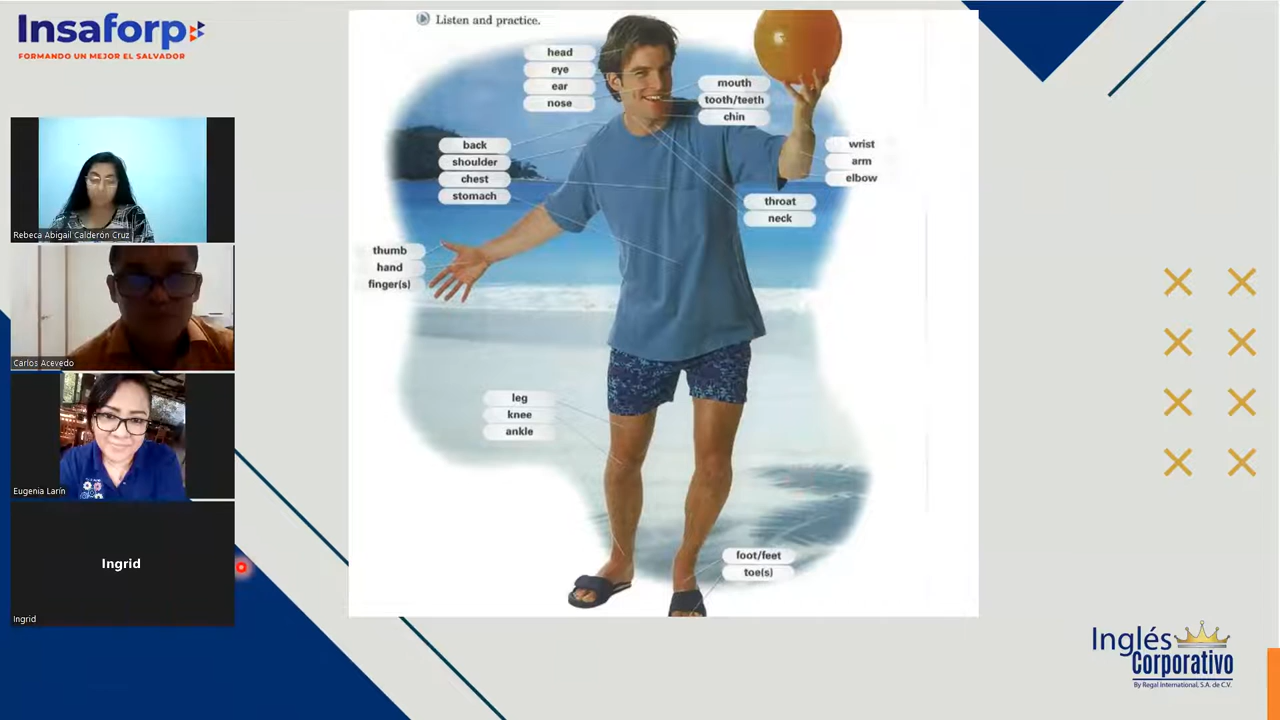 Insaforp
FORMANDO UN MEJOR EL SALVADOR
Rebeca Abigail Calderón Cruz
Carlos Acevedo
Eugenia Larín
Ingrid
Ingrid
Listen and practice.
head
eye
ear
nose
mouth
tooth/teeth
chin
back
shoulder
chest
stomach
wrist
arm
elbow
throat
neck
thumb
hand
finger(s)
leg
knee
ankle
foot/feet
toe(s)
Inglés
Corporativo
By Regal International, S.A. de C.V.